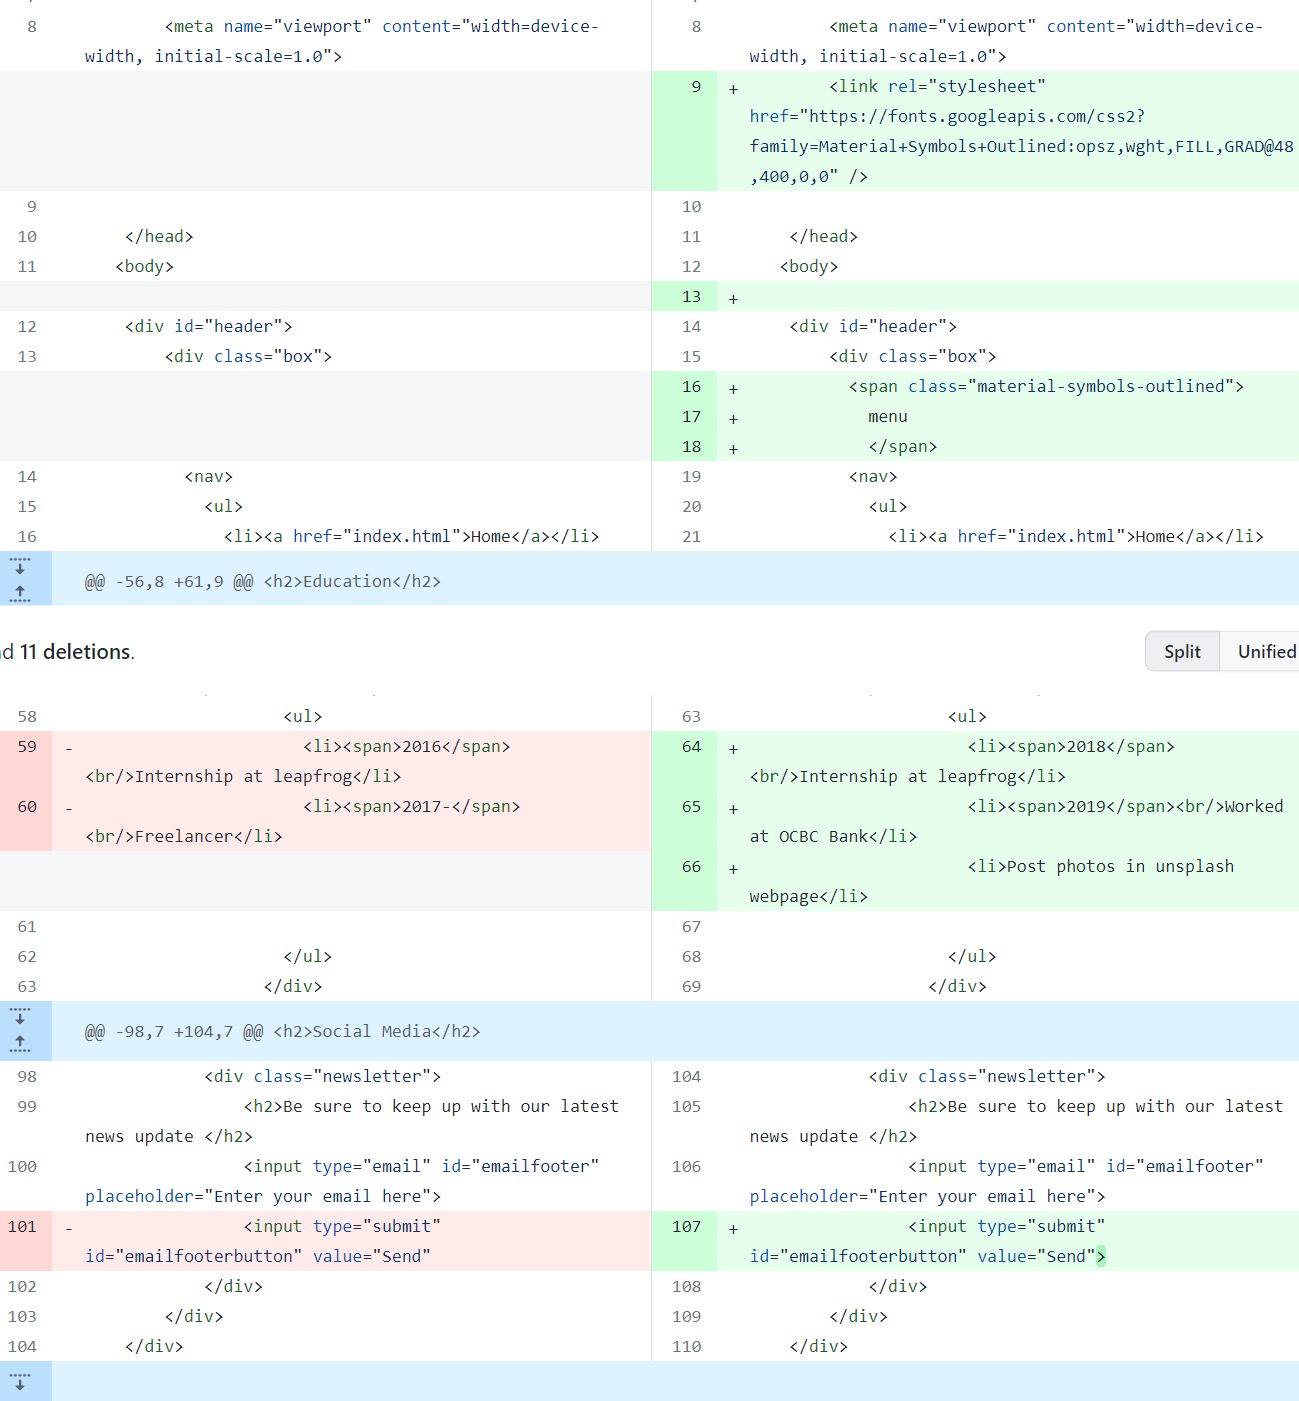 8 <meta name="viewport" content="device-width=device- 8 <meta name="viewport" content="width=device-
width, initial-scale=1.0"> width, initial-scale=1.0">
9 + <link rel="stylesheet"
href="https://fonts.googleapis.com/css2?
family=Material+Symbols+Outlined:opsz,wght,FILL,GRAD@48
,400,0,0" />
9 10
10 </head> 11 </head>
11 <body> 12 <body>
13 +
12 <div id="header"> 14 <div id="header">
13 <div class="box"> 15 <div class="box">
16 + <span class="material-symbols-outlined">
17 + menu
18 + </span>
14 <nav> 19 <nav>
15 <ul> 20 <ul>
16 <li><a href="index.html">Home</a></li> 21 <li><a href="index.html">Home</a></li>
@@ -56,8 +61,9 @@ <h2>Education</h2>
d 11 deletions. Split Unified
58 <ul> 63 <ul>
59 - <li><span>2016</span> 64 + <li><span>2018</span>
<br/>Internship at leapfrog</li> <br/>Internship at leapfrog</li>
60 - <li><span>2017-</span> 65 + <li><span>2019</span><br/>Worked
<br/>Freelancer</li> at OCBC Bank</li>
66 + <li>Post photos in unsplash
webpage</li>
61 67
62 </ul> 68 </ul>
63 </div> 69 </div>
@@ -98,7 +104,7 @@ <h2>Social Media</h2>
98 <div class="newsletter"> 104 <div class="newsletter">
99 <h2>Be sure to keep up with our latest 105 <h2>Be sure to keep up with our latest
news update </h2> news update </h2>
100 <input type="email" id="emailfooter" 106 <input type="email" id="emailfooter"
placeholder="Enter your email here"> placeholder="Enter your email here">
101 - <input type="submit" 107 + <input type="submit"
id="emailfooterbutton" value="Send" id="emailfooterbutton" value="Send">
102 </div> 108 </div>
103 </div> 109 </div>
104 </div> 110 </div>